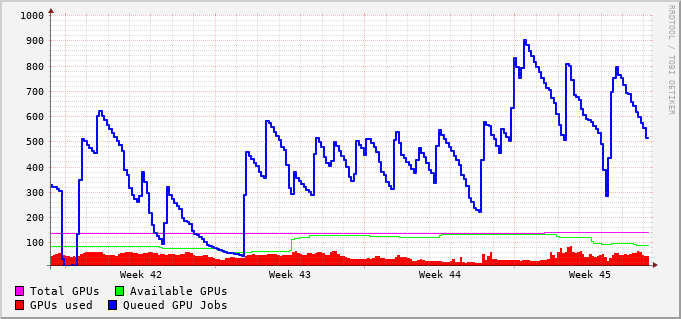 1000
900
800
700
600
500
400
300
200
100
Week 42 Week 43 Week 44 Week 45
Total GPUs Available GPUs
GPUs used Queued GPU Jobs
RRDTOOL / TOBI OETIKER